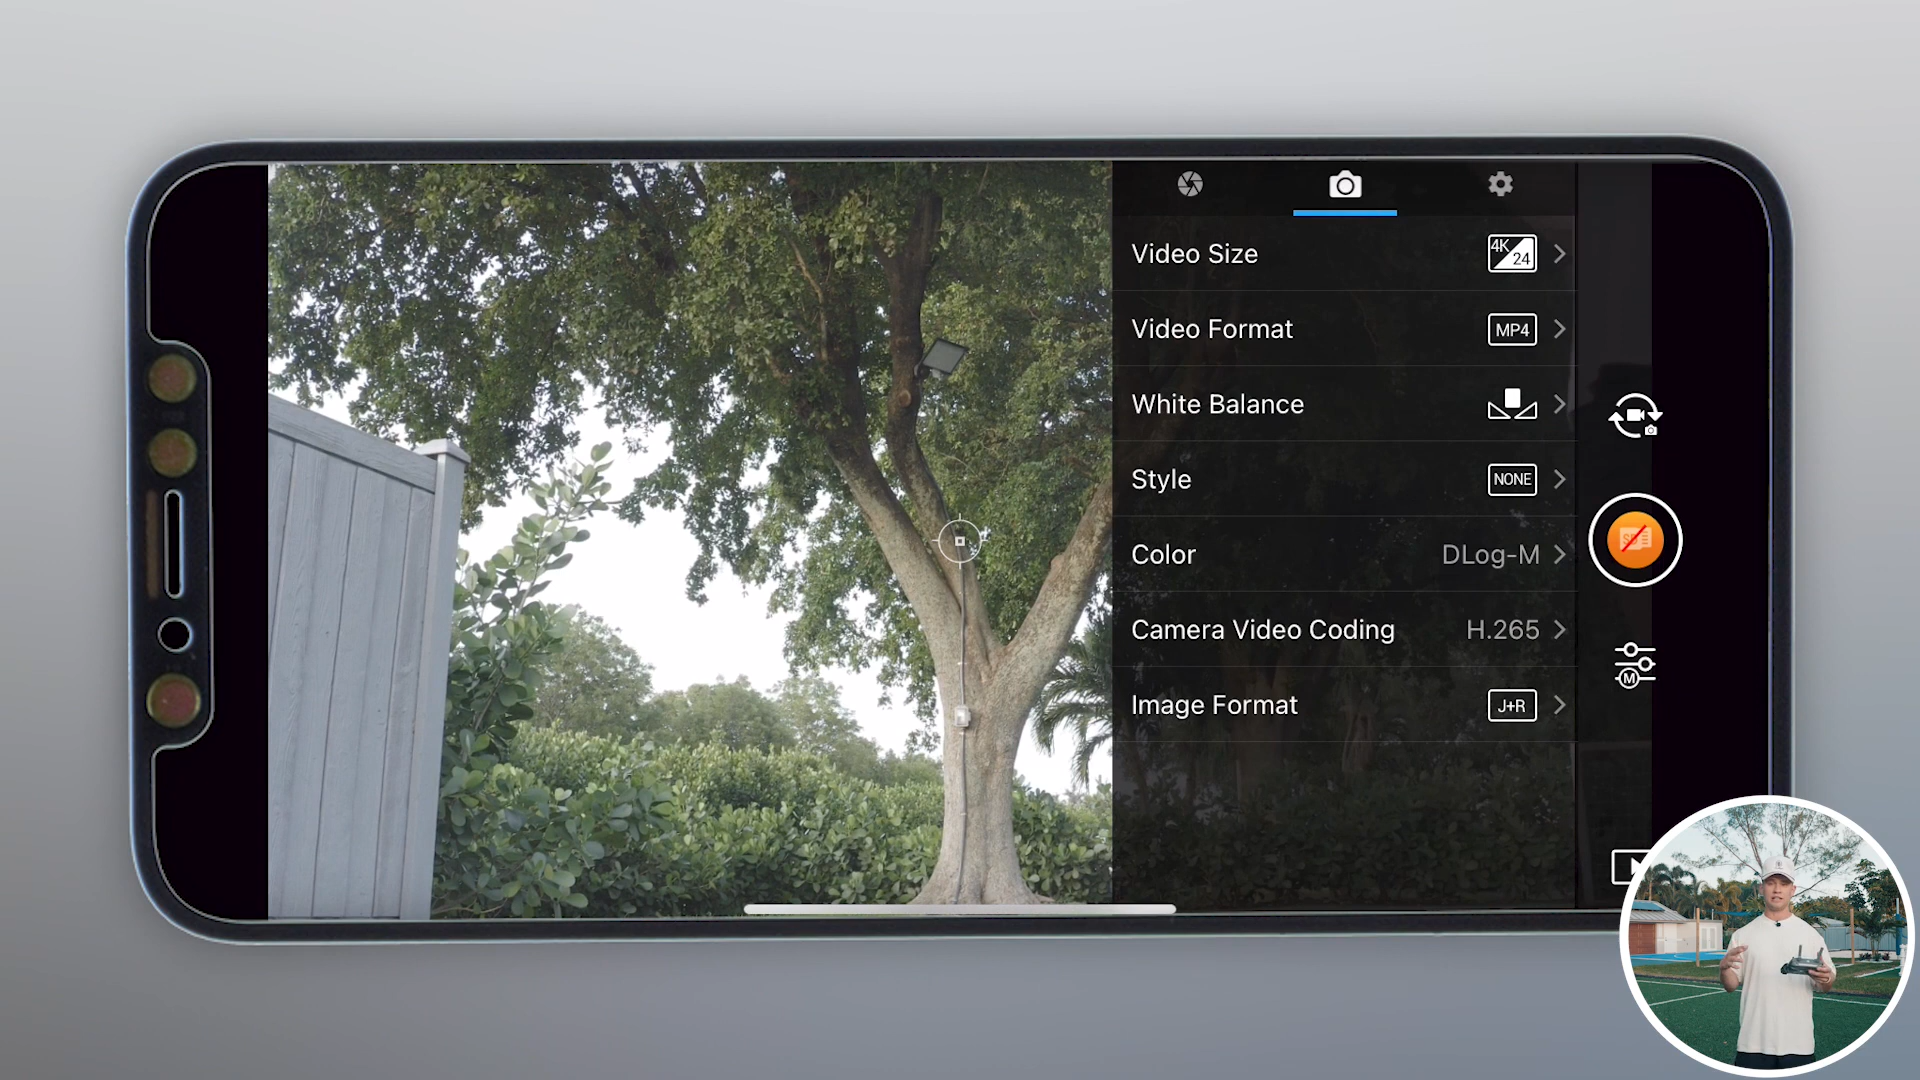 Video Size 4K 24
Video Format MP4
White Balance
Style NONE
Color DLog-M
Camera Video Coding H.265
Image Format J+R
SD
M